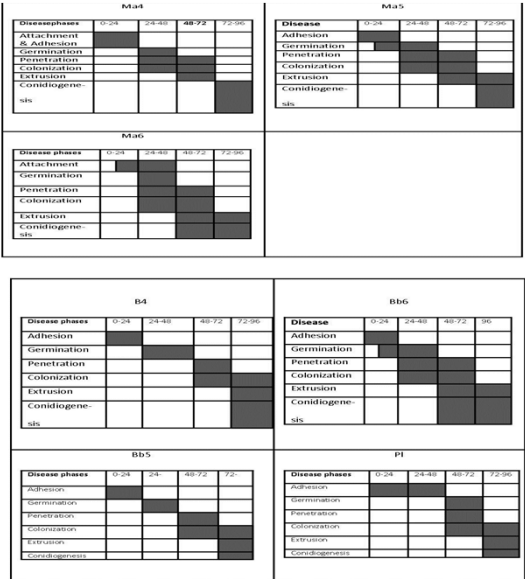 Ma4
Diseasephases 0-24 24-48 48-72 72-96
Attachment
& Adhesion
Germination
Penetration
Colonization
Extrusion
Conidiogene-
sis
Ma5
Disease 0-24 24-48 48-72 72-96
Adhesion
Germination
Penetration
Colonization
Extrusion
Conidiogene-
sis
Ma6
Disease phases 0-24 24-48 48-72 72-96
Attachment
Germination
Penetration
Colonization
Extrusion
Conidiogene-
sis
B4
Disease phases 0-24 24-48 48-72 72-96
Adhesion
Germination
Penetration
Colonization
Extrusion
Conidiogene-
sis
Bb6
Disease 0-24 24-48 48-72 96
Adhesion
Germination
Penetration
Colonization
Extrusion
Conidiogene-
sis
Bb5
Disease phases 0-24 24- 48-72 72-
Adhesion
Germination
Penetration
Colonization
Extrusion
Conidiogenesis
Pl
Disease phases 0-24 24-48 48-72 72-96
Adhesion
Germination
Penetration
Colonization
Extrusion
Conidiogenesis